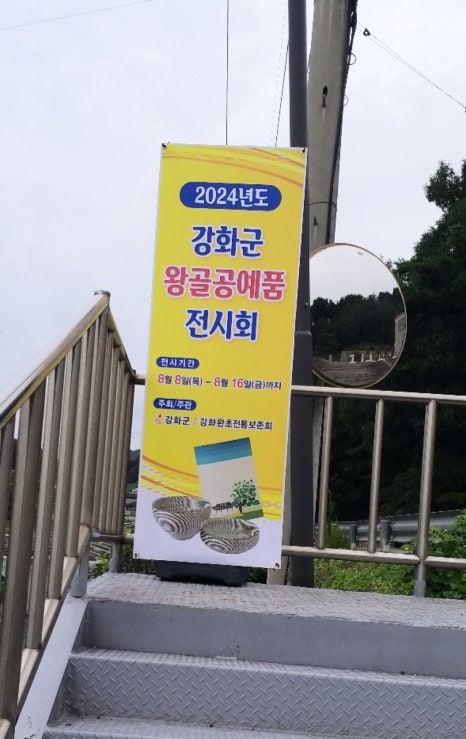 2024년도
강화군
왕골공예품
전시회
전시기간
8월 8일(목) - 8월 16일(금)까지
주최/주관
강화군 / 강화완초전통보존회